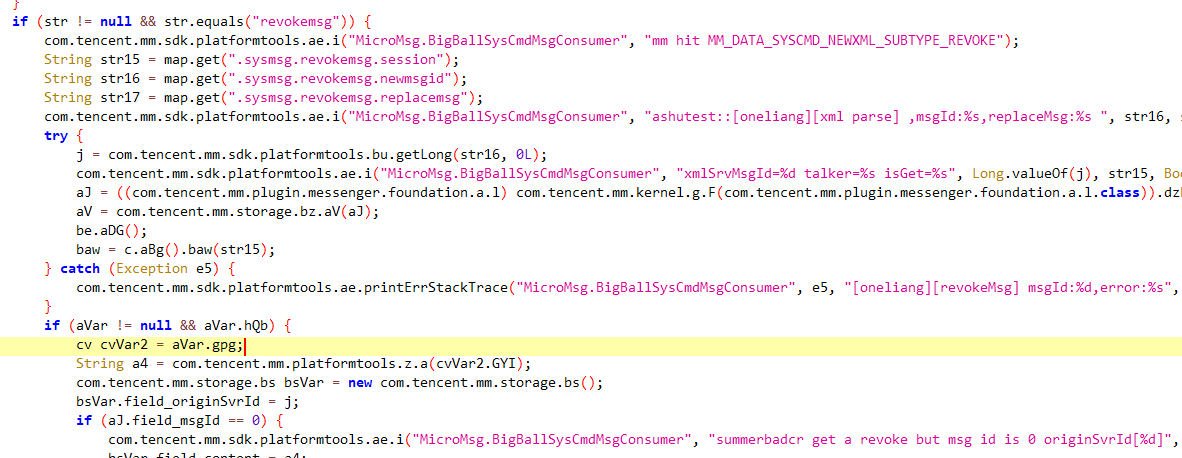 }
if (str != null && str.equals("revokemsg")) {
com.tencent.mm.sdk.platformtools.ae.i("MicroMsg.BigBallSysCmdMsgConsumer", "mm hit MM_DATA_SYSCMD_NEWXML_SUBTYPE_REVOKE");
String str15 = map.get(".sysmsg.revokemsg.session");
String str16 = map.get(".sysmsg.revokemsg.newmsgid");
String str17 = map.get(".sysmsg.revokemsg.replacemsg");
com.tencent.mm.sdk.platformtools.ae.i("MicroMsg.BigBallSysCmdMsgConsumer", "ashutest::[oneliang][xml parse] ,msgId:%s,replaceMsg:%s ", str16,
try {
j = com.tencent.mm.sdk.platformtools.bu.getLong(str16, 0L);
com.tencent.mm.sdk.platformtools.ae.i("MicroMsg.BigBallSysCmdMsgConsumer", "xmlSrvMsgId=%d talker=%s isGet=%s", Long.valueOf(j), str15, Boo
aJ = ((com.tencent.mm.plugin.messenger.foundation.a.l) com.tencent.mm.kernel.g.F(com.tencent.mm.plugin.messenger.foundation.a.l.class)).dzl
aV = com.tencent.mm.storage.bz.aV(aJ);
be.aDG();
baw = c.aBg().baw(str15);
} catch (Exception e5) {
com.tencent.mm.sdk.platformtools.ae.printErrStackTrace("MicroMsg.BigBallSysCmdMsgConsumer", e5, "[oneliang][revokeMsg] msgId:%d,error:%s",
}
if (aVar != null && aVar.hQb) {
cv cvVar2 = aVar.gpg;
String a4 = com.tencent.mm.platformtools.z.a(cvVar2.GYI);
com.tencent.mm.storage.bs bsVar = new com.tencent.mm.storage.bs();
bsVar.field_originSvrId = j;
if (aJ.field_msgId == 0) {
com.tencent.mm.sdk.platformtools.ae.i("MicroMsg.BigBallSysCmdMsgConsumer", "summerbadcr get a revoke but msg id is 0 originSvrId[%d]",
bsVar.field_content = a4;